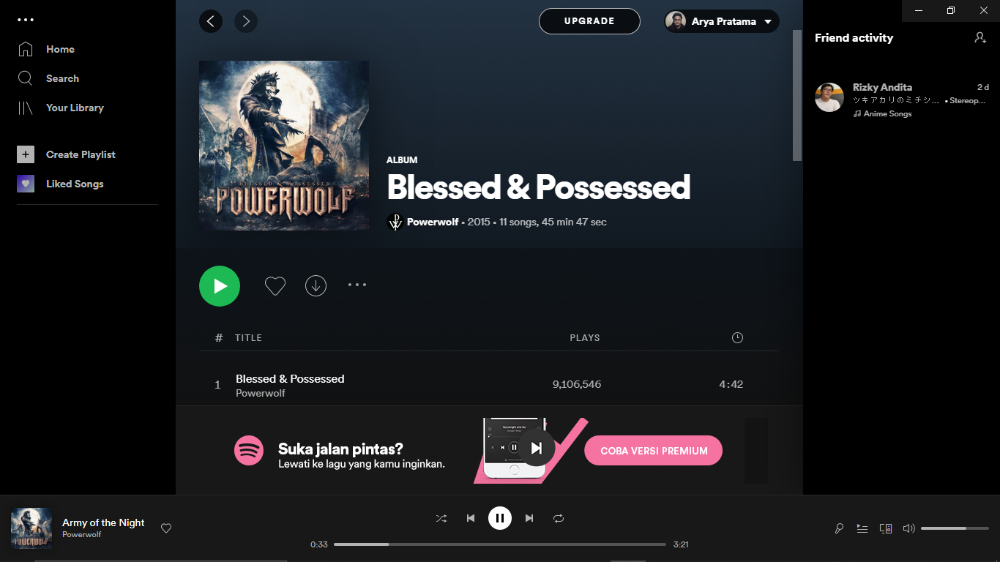 Home
Search
Your Library
Create Playlist
Liked Songs
UPGRADE
Arya Pratama
BLESSED & POSSESSED
POWERWOLF
ALBUM
Blessed & Possessed
Powerwolf • 2015 • 11 songs, 45 min 47 sec
# TITLE PLAYS
1 Blessed & Possessed 9,106,546 4:42
Powerwolf
Suka jalan pintas?
Lewati ke lagu yang kamu inginkan.
Goodnight and Go
COBA VERSI PREMIUM
Friend activity
Rizky Andita 2 d
ツキアカリのミチシ... • Stereop...
Anime Songs
POWERWOLF
Army of the Night
Powerwolf
0:33 3:21